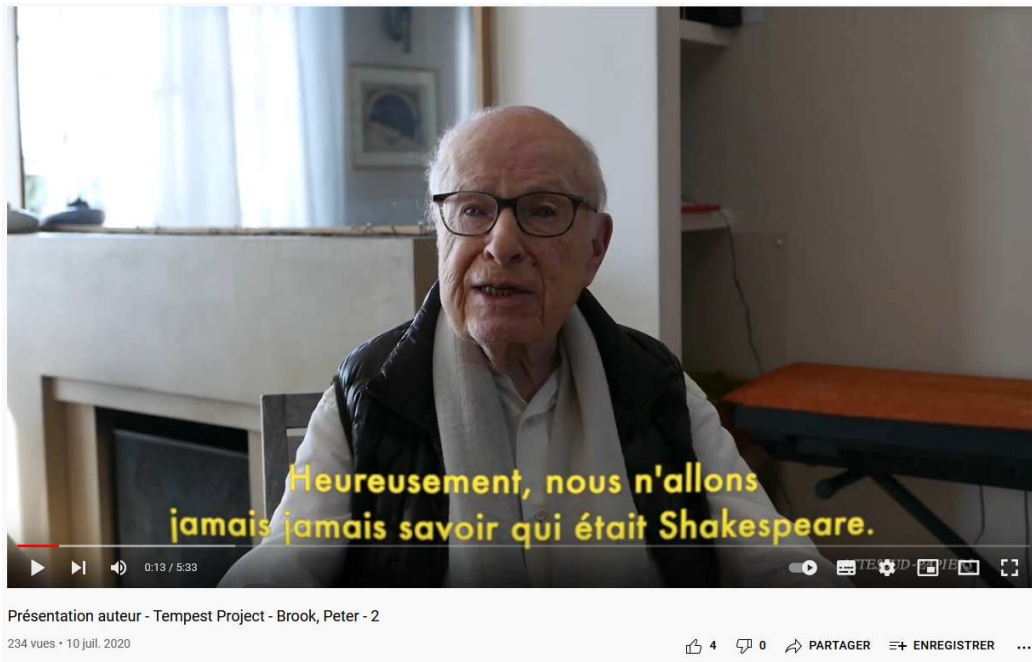 Heureusement, nous n'allons
jamais jamais savoir qui était Shakespeare.
0:13 / 5:33
Présentation auteur - Tempest Project - Brook, Peter - 2
234 vues • 10 juil. 2020
4
0
PARTAGER
ENREGISTRER